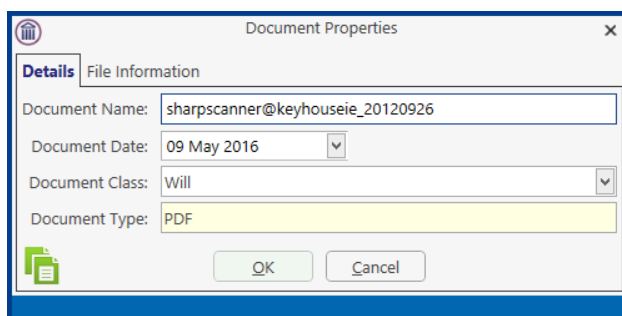 Document Properties
Details File Information
Document Name: sharpscanner@keyhouseie_20120926
Document Date: 09 May 2016
Document Class: Will
Document Type: PDF
OK Cancel